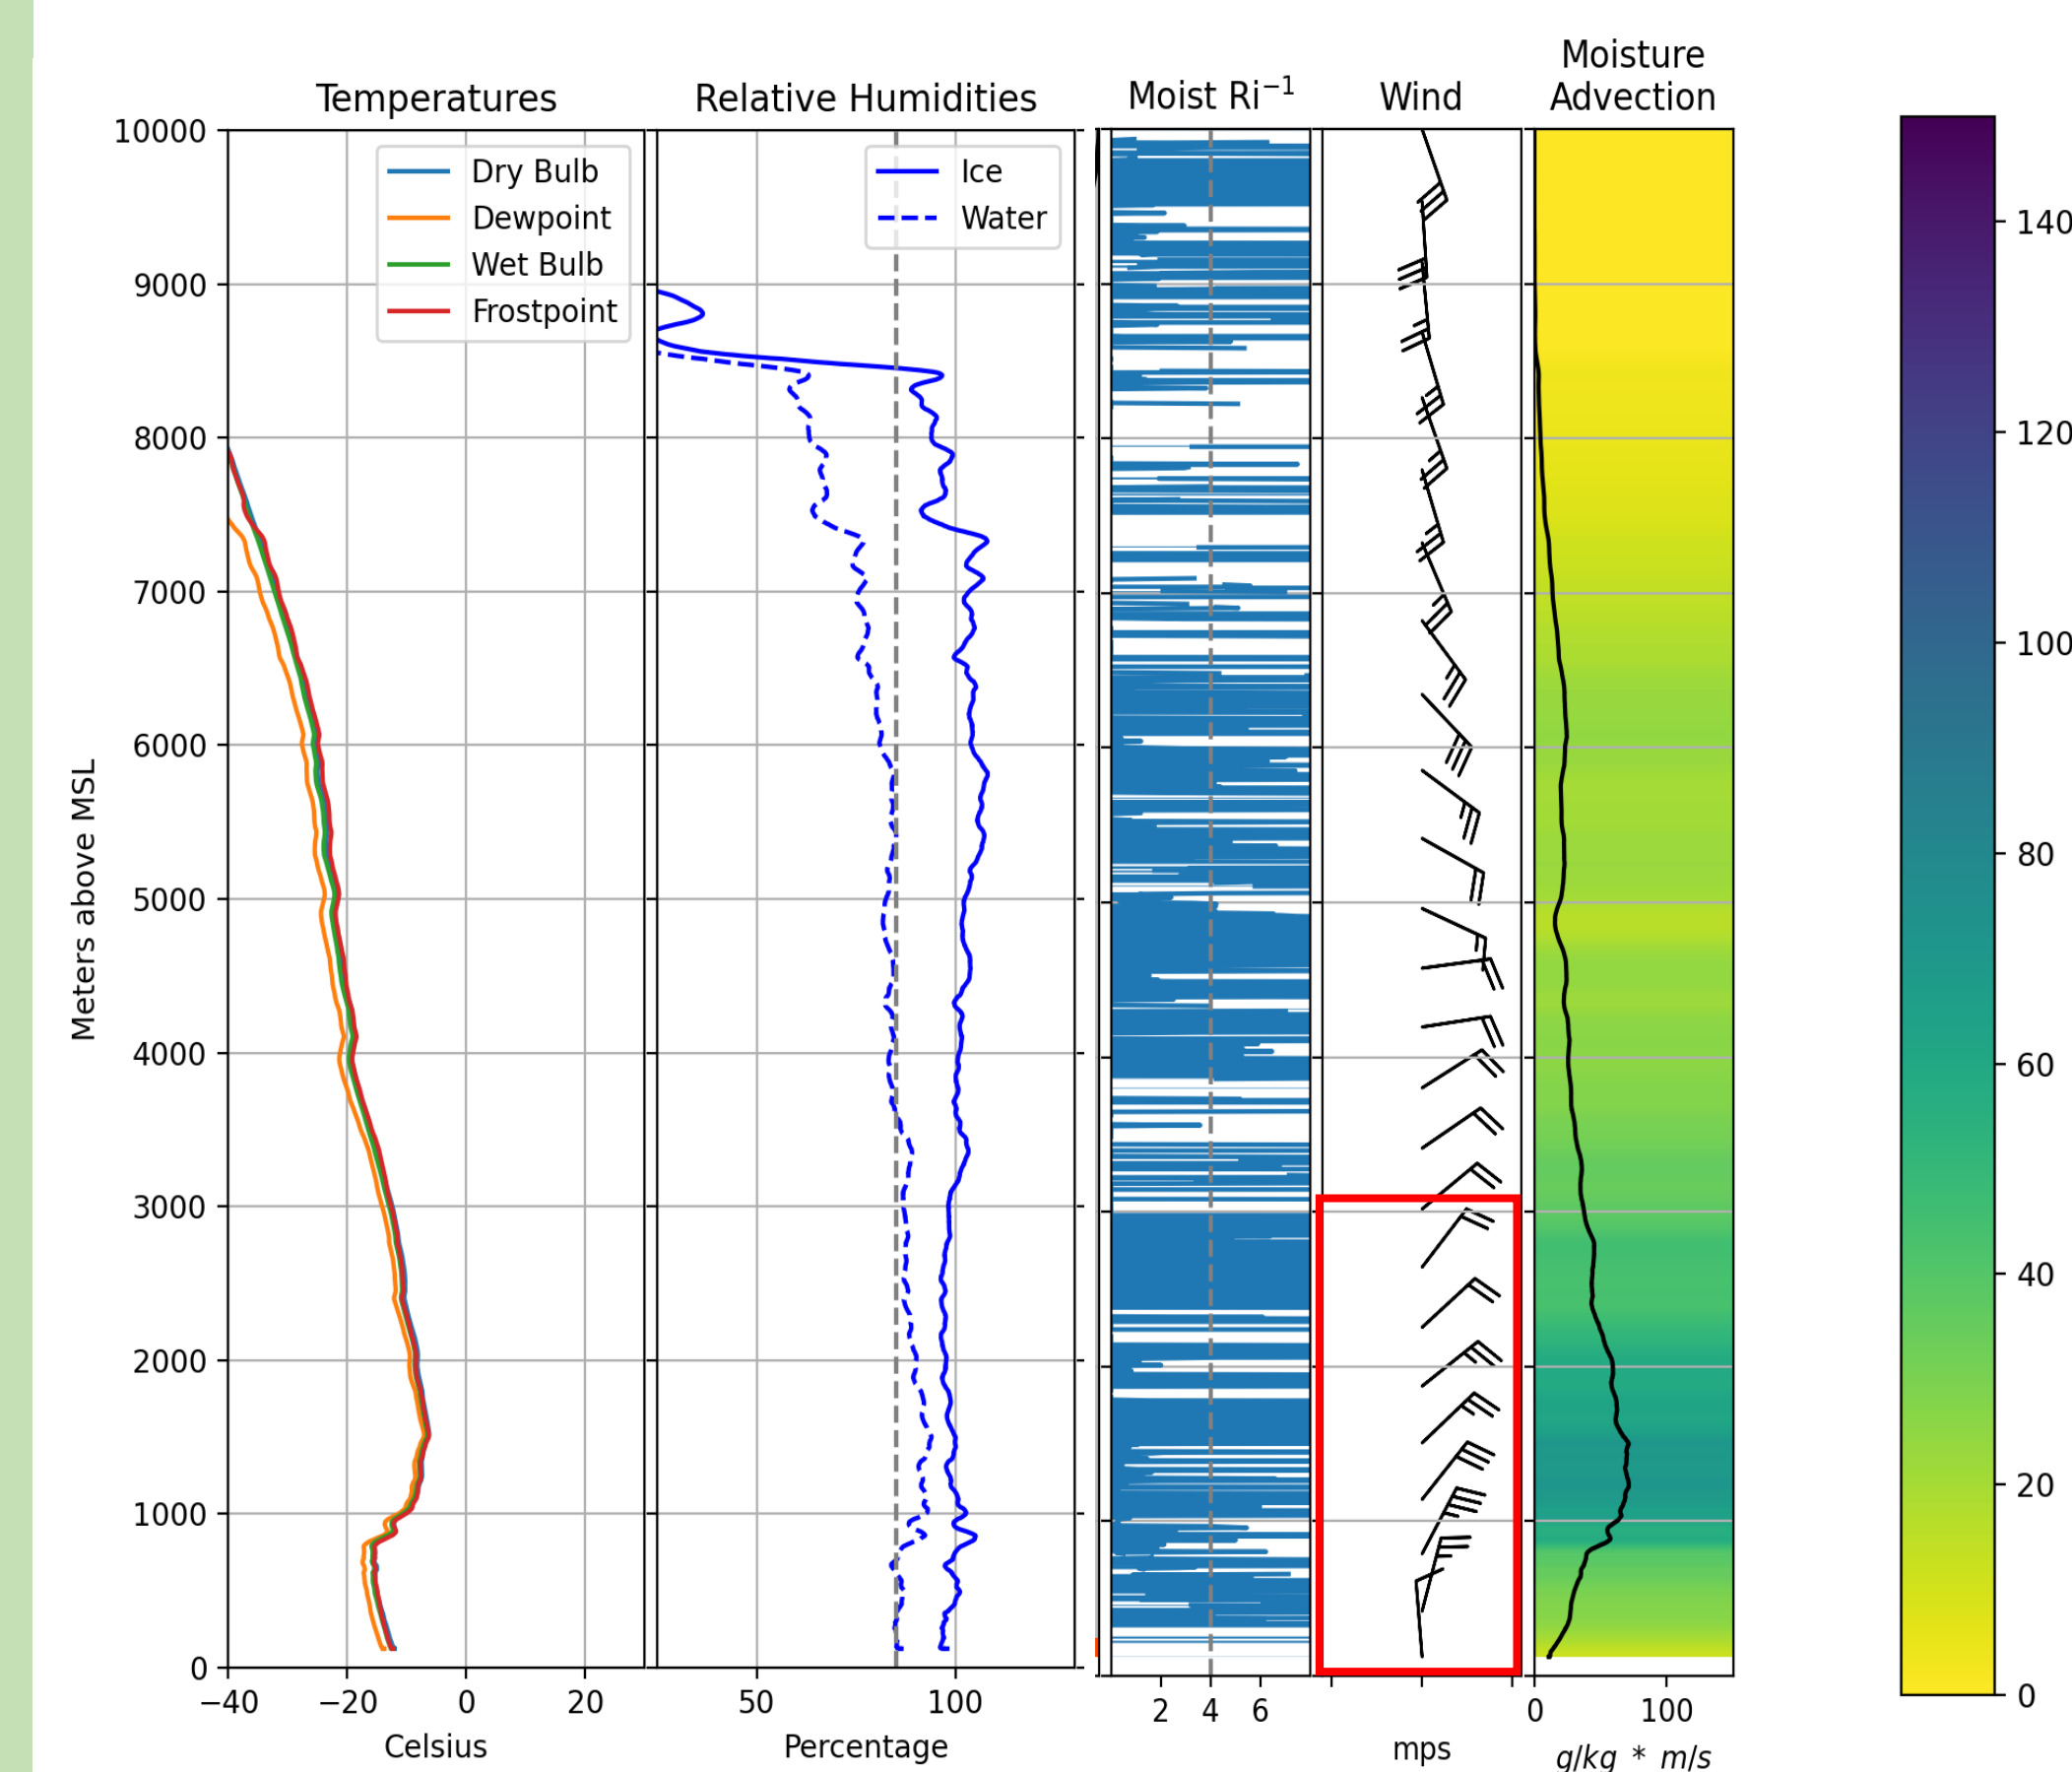 Temperatures
Relative Humidities
Moist Ri⁻¹
Wind
Moisture
Advection
Dry Bulb
Dewpoint
Wet Bulb
Frostpoint
Ice
Water
Meters above MSL
10000
9000
8000
7000
6000
5000
4000
3000
2000
1000
0
−40 −20 0 20
50 100
2 4 6
0 100
Celsius
Percentage
mps
g/kg * m/s
140
120
100
80
60
40
20
0